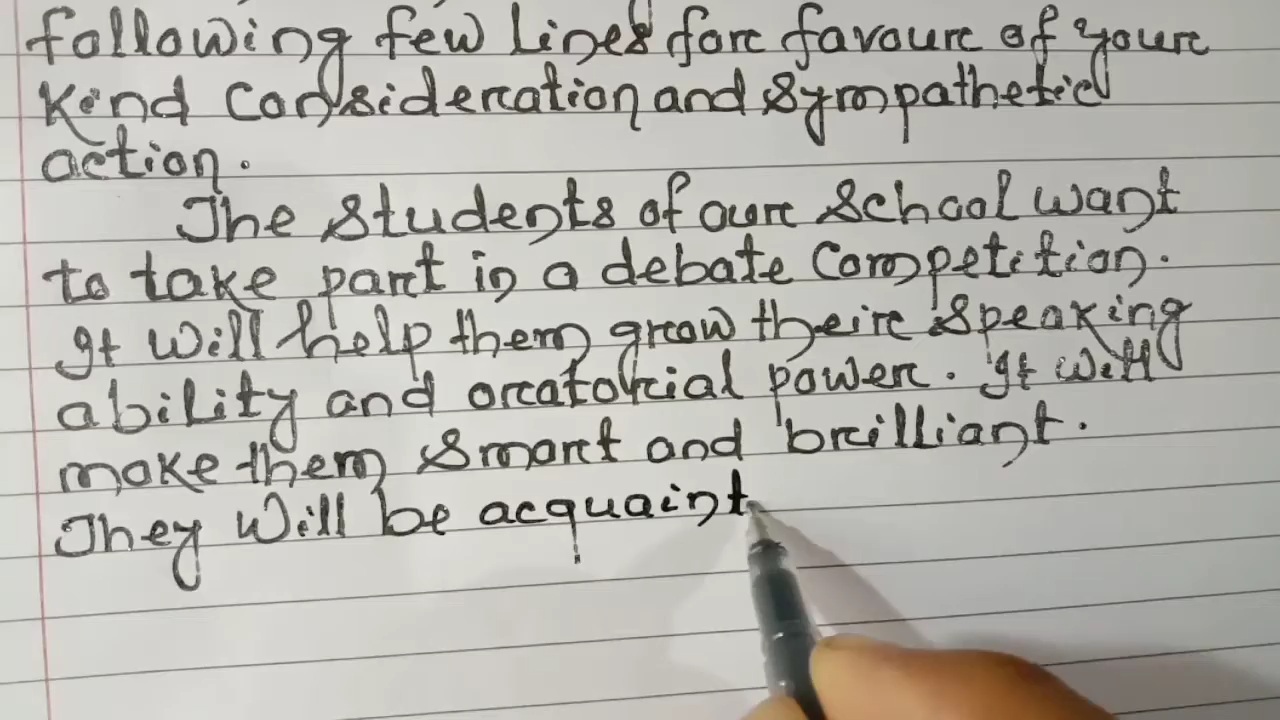 following few lines for favour of your
kind consideration and sympathetic
action.
The students of our school want
to take part in a debate competition.
It will help them grow their speaking
ability and oratorial power. It will
make them smart and brilliant.
They will be acquaint